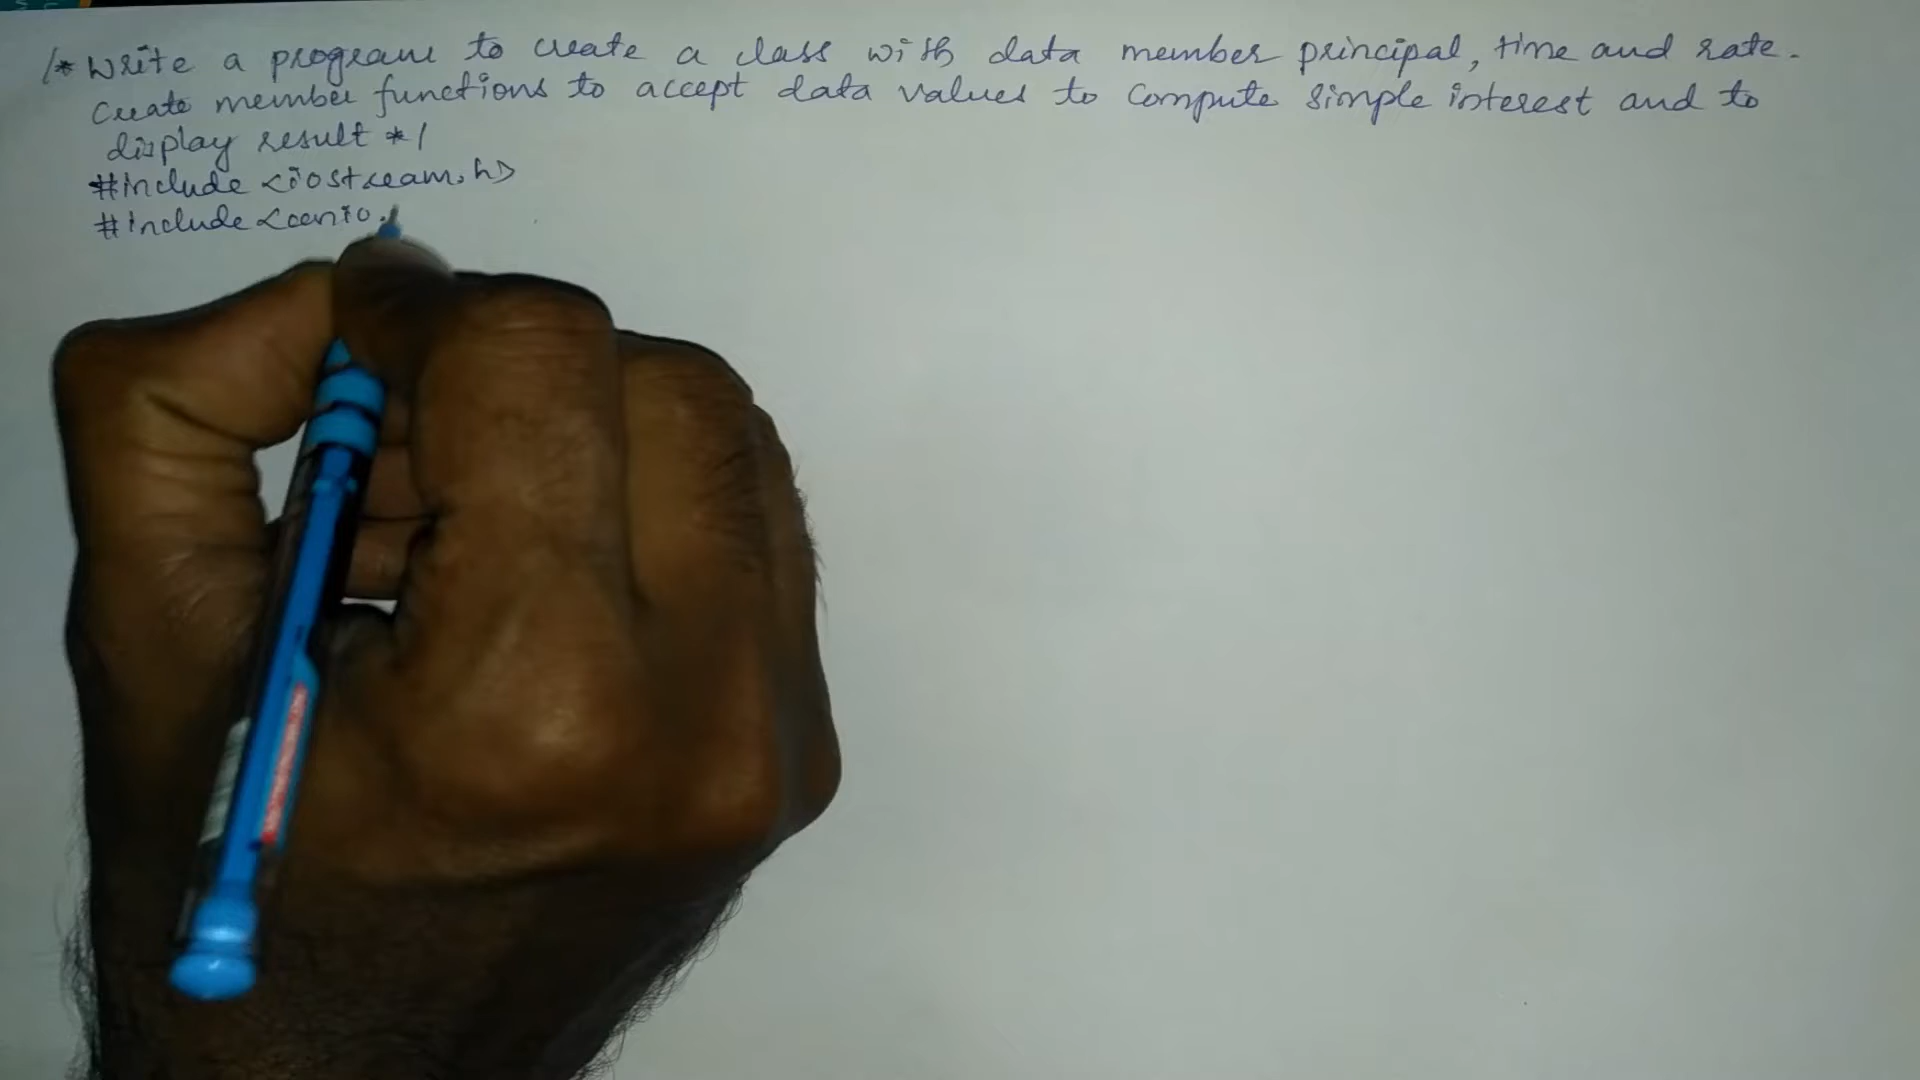 /* Write a program to create a class with data member principal, time and rate.
Create member functions to accept data values to compute simple interest and to
display result */
#include <iostream.h>
#include <conio.